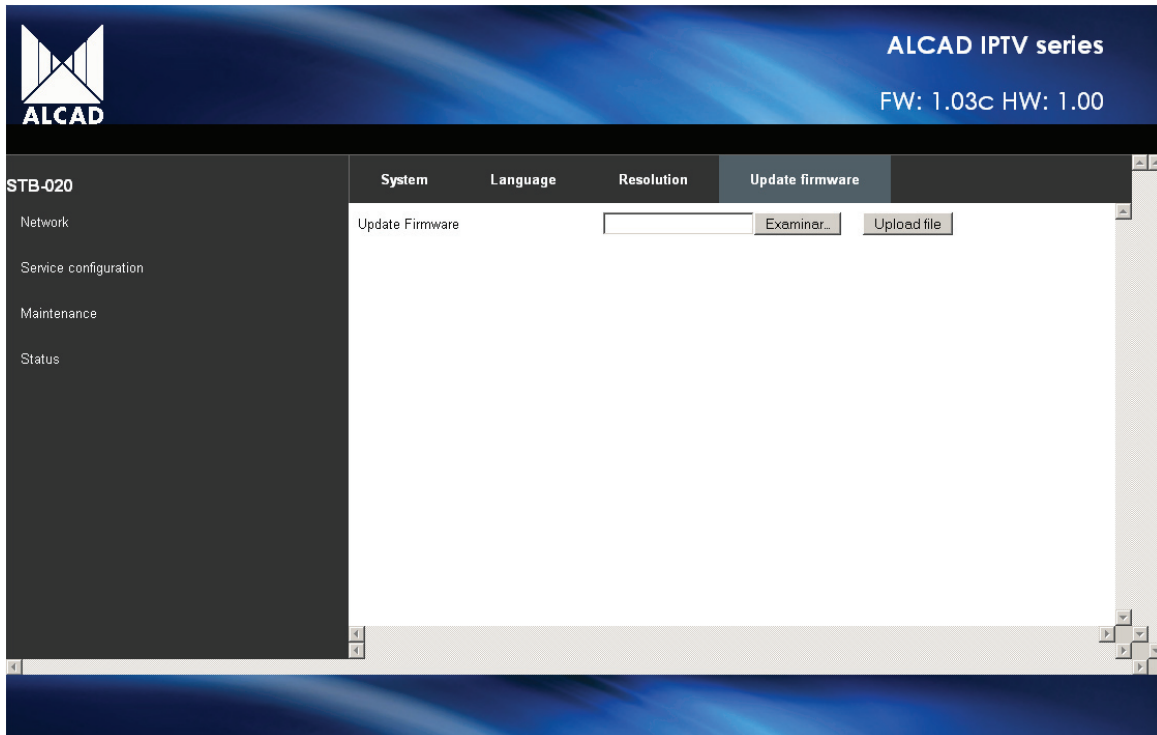 ALCAD
ALCAD IPTV series
FW: 1.03c HW: 1.00
STB-020
Network
Service configuration
Maintenance
Status
System Language Resolution Update firmware
Update Firmware Examinar... Upload file